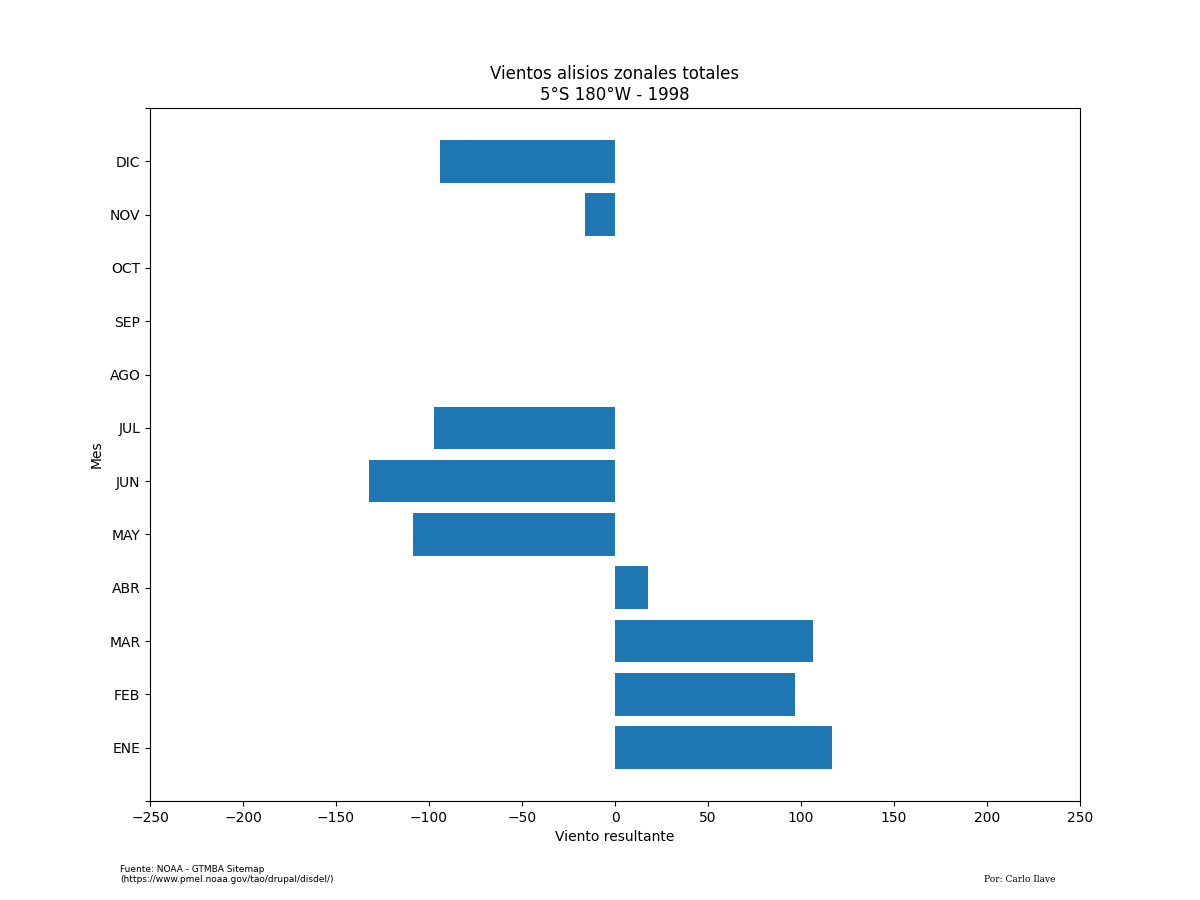 Vientos alisios zonales totales
5°S 180°W - 1998
DIC
NOV
OCT
SEP
AGO
JUL
JUN
MAY
ABR
MAR
FEB
ENE
Mes
−250 −200 −150 −100 −50 0 50 100 150 200 250
Viento resultante
Fuente: NOAA - GTMBA Sitemap
(https://www.pmel.noaa.gov/tao/drupal/disdel/)
Por: Carlo Ilave